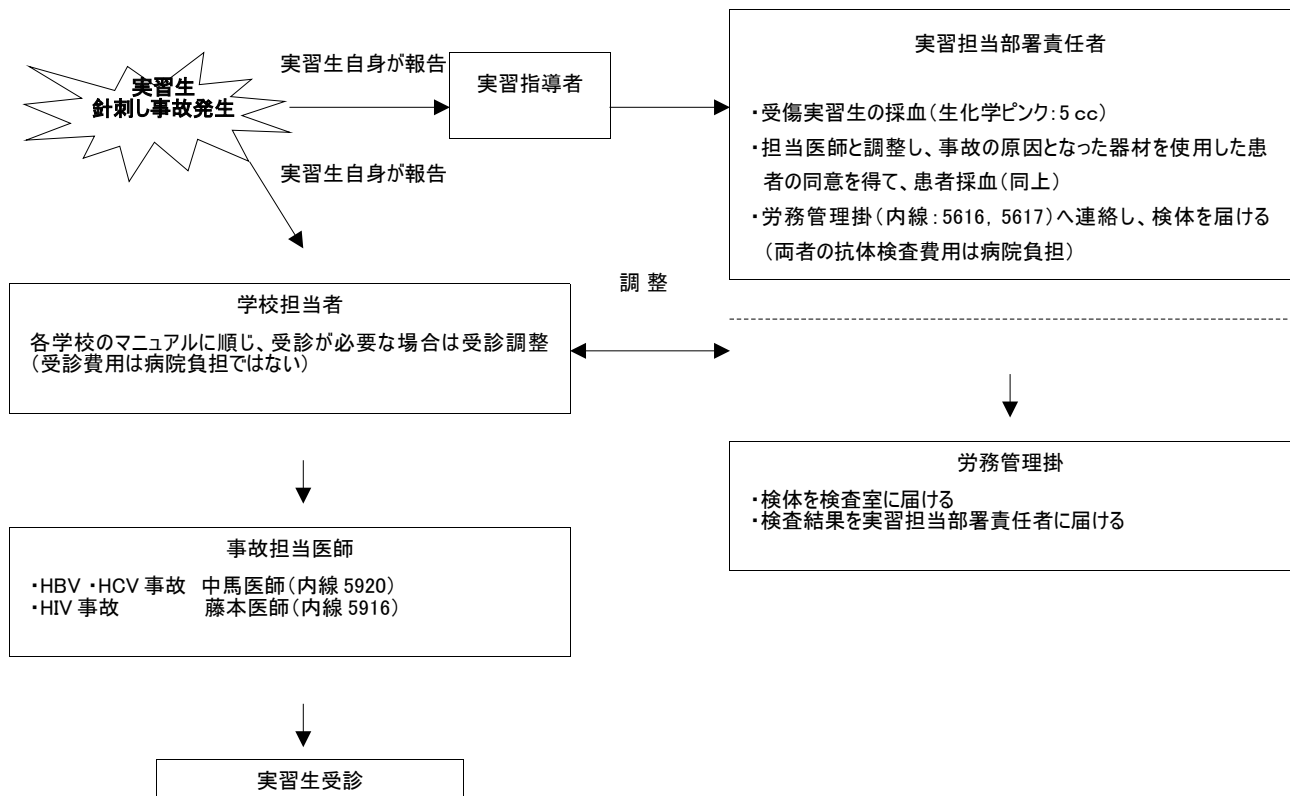 実習生
針刺し事故発生
実習生自身が報告
実習生自身が報告
実習指導者
実習担当部署責任者
・受傷実習生の採血（生化学ピンク：5 cc）
・担当医師と調整し、事故の原因となった器材を使用した患
者の同意を得て、患者採血（同上）
・労務管理掛（内線：5616，5617）へ連絡し、検体を届ける
（両者の抗体検査費用は病院負担）
調 整
学校担当者
各学校のマニュアルに順じ、受診が必要な場合は受診調整
（受診費用は病院負担ではない）
労務管理掛
・検体を検査室に届ける
・検査結果を実習担当部署責任者に届ける
事故担当医師
・HBV ・HCV 事故 中馬医師（内線 5920）
・HIV 事故 藤本医師（内線 5916）
実習生受診